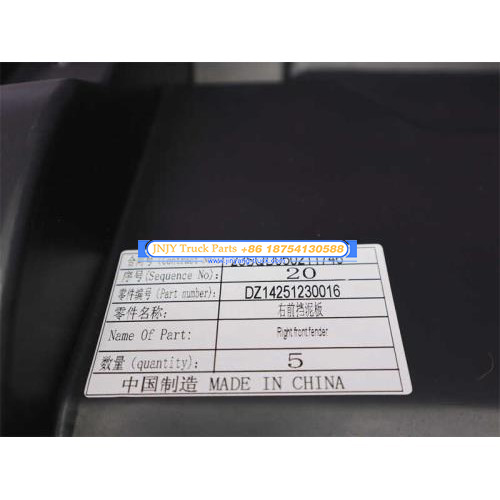 JNJY Truck Parts +86 18754130588
序号(Sequence No): 20
零件编号 (Part number): DZ14251230016
零件名称: 右前挡泥板
Name Of Part: Right front fender
数量 (quantity): 5
中国制造 MADE IN CHINA